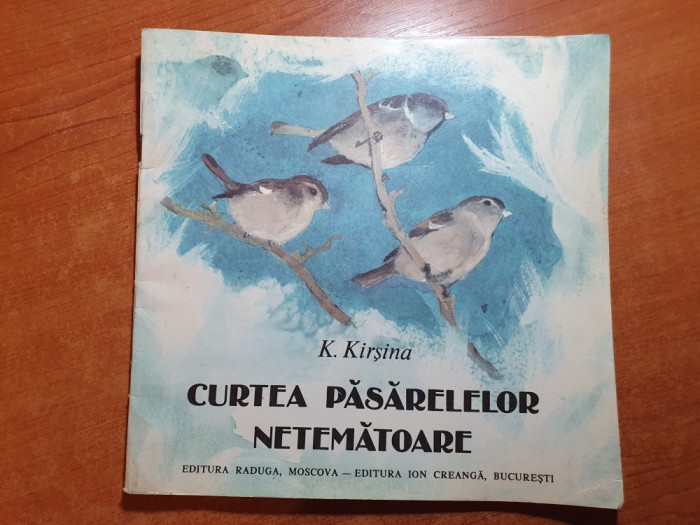 K. Kirșina
CURTEA PĂSĂRELELOR
NETEMĂTOARE
EDITURA RADUGA, MOSCOVA — EDITURA ION CREANGĂ, BUCUREȘTI